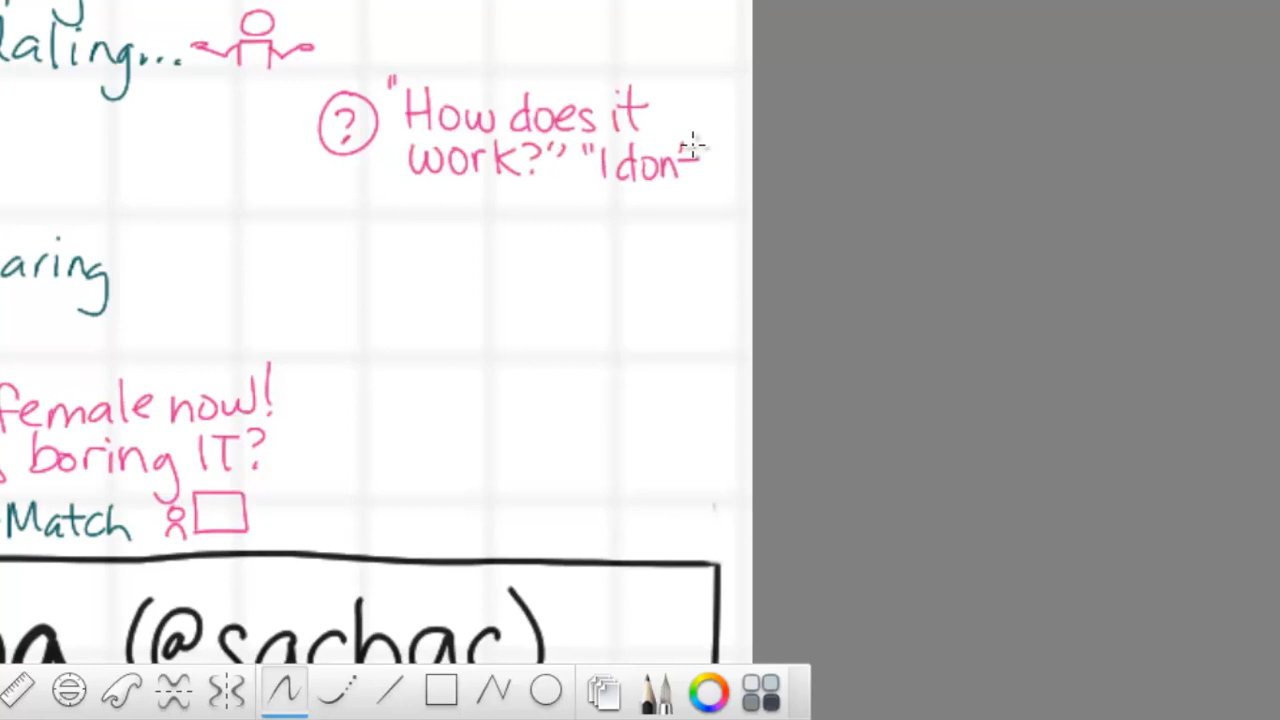 aling...
? "How does it
work?" "I don
aring
female now!
boring IT?
Match
(@sachac)